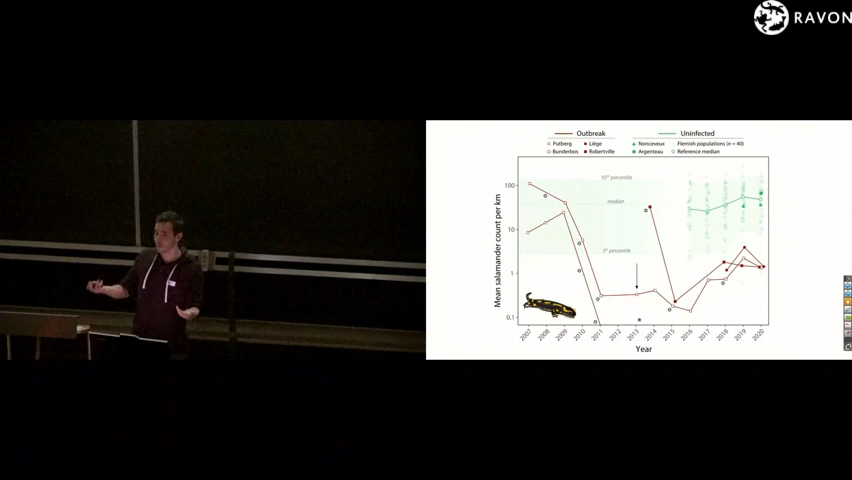 RAVON
Outbreak
Uninfected
Putberg
Liège
Nonceveux
Flemish populations (n = 40)
Bunderbos
Robertville
Argenteau
Reference median
Mean salamander count per km
100
10
1
0.1
95th percentile
median
5th percentile
2007
2008
2009
2010
2011
2012
2013
2014
2015
2016
2017
2018
2019
2020
Year